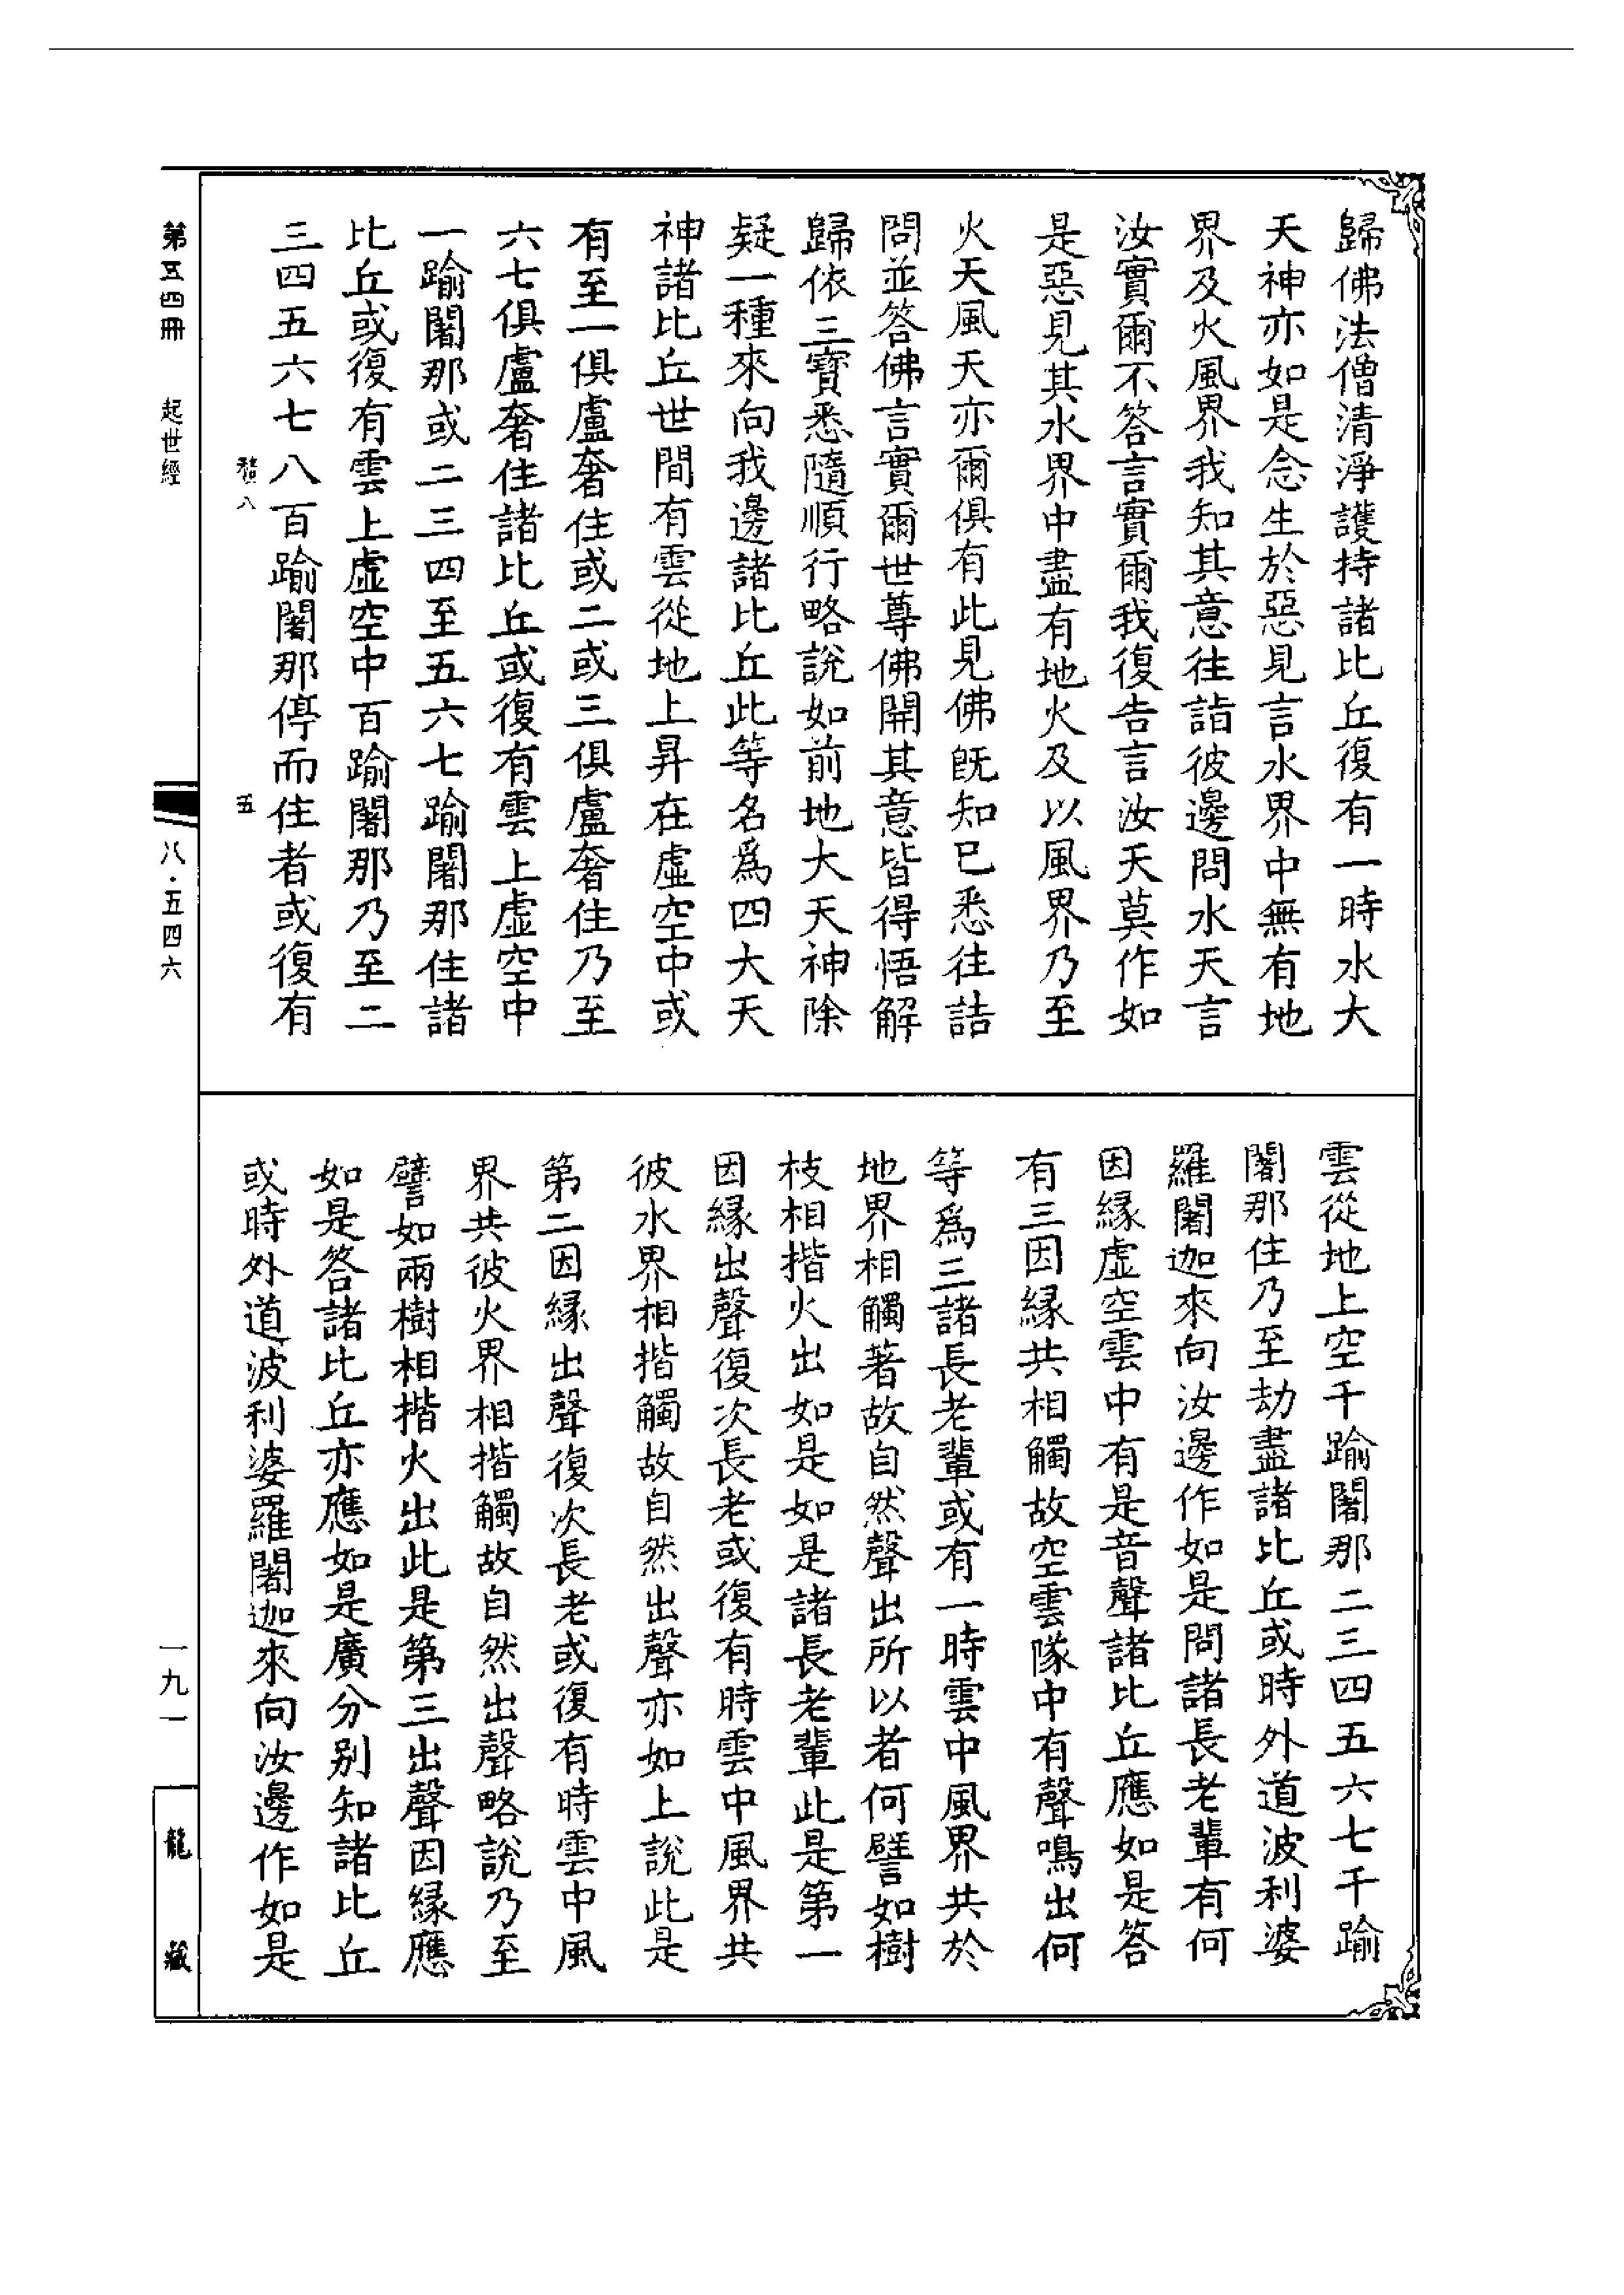 歸佛法僧清淨護持諸比丘復有一時水大
天神亦如是念生於惡見言水界中無有地
界及火風界我知其意往詣彼邊問水天言
汝實爾不答言實爾我復告言汝天莫作如
是惡見其水界中盡有地火及以風界乃至
火天風天亦爾俱有此見佛既知已悉往詰
問並答佛言實爾世尊佛開其意皆得悟解
歸依三寶悉隨順行略說如前地大天神除
疑一種來向我邊諸比丘此等名為四大天
神諸比丘世間有雲從地上昇在虛空中或
有至一俱盧奢住或二或三俱盧奢住乃至
六七俱盧奢住諸比丘或復有雲上虛空中
一踰闍那或二三四至五六七踰闍那住諸
比丘或復有雲上虛空中百踰闍那乃至二
三四五六七八百踰闍那停而住者或復有
雲從地上空千踰闍那二三四五六七千踰
闍那住乃至劫盡諸比丘或時外道波利婆
羅闍迦來向汝邊作如是問諸長老輩有何
因緣虛空雲中有是音聲諸比丘應如是答
有三因緣共相觸故空雲隊中有聲鳴出何
等為三諸長老輩或有一時雲中風界共於
地界相觸著故自然聲出所以者何譬如樹
枝相揩火出如是如是諸長老輩此是第一
因緣出聲復次長老或復有時雲中風界共
彼水界相揩觸故自然出聲亦如上說此是
第二因緣出聲復次長老或復有時雲中風
界共彼火界相揩觸故自然出聲略說乃至
譬如兩樹相揩火出此是第三出聲因緣應
如是答諸比丘亦應如是廣分別知諸比丘
或時外道波利婆羅闍迦來向汝邊作如是
五
第五四冊 起世經
八·五四六
一九一
龍藏